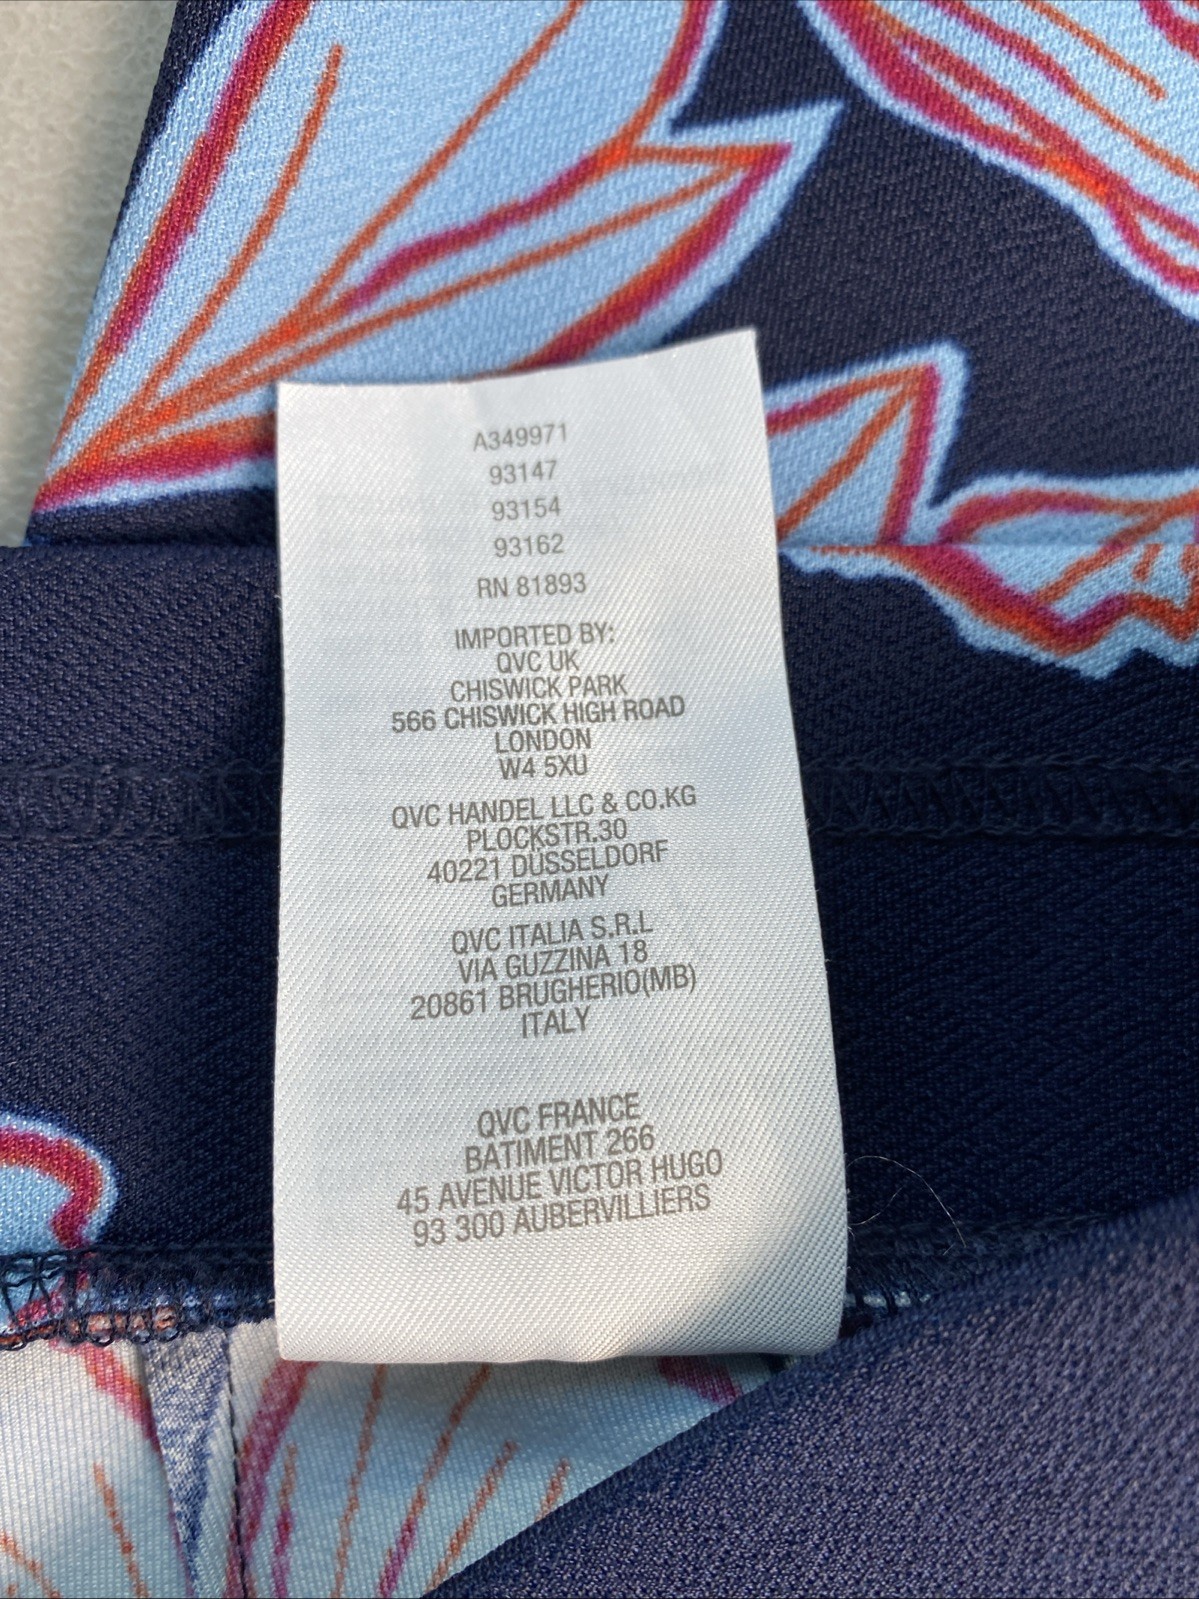 A349971
93147
93154
93162
RN 81893
IMPORTED BY:
QVC UK
CHISWICK PARK
566 CHISWICK HIGH ROAD
LONDON
W4 5XU
QVC HANDEL LLC & CO.KG
PLOCKSTR.30
40221 DÜSSELDORF
GERMANY
QVC ITALIA S.R.L
VIA GUZZINA 18
20861 BRUGHERIO(MB)
ITALY
QVC FRANCE
BATIMENT 266
45 AVENUE VICTOR HUGO
93 300 AUBERVILLIERS